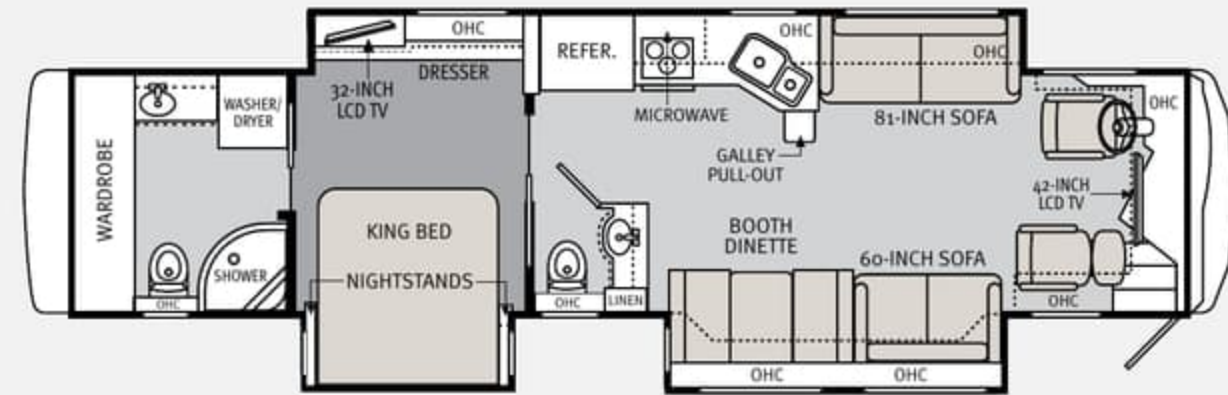 OHC
DRESSER
32-INCH
LCD TV
REFER.
MICROWAVE
OHC
OHC
81-INCH SOFA
GALLEY
PULL-OUT
OHC
42-INCH
LCD TV
WARDROBE
WASHER/
DRYER
SHOWER
OHC
KING BED
NIGHTSTANDS
OHC
LINEN
BOOTH
DINETTE
60-INCH SOFA
OHC
OHC
OHC